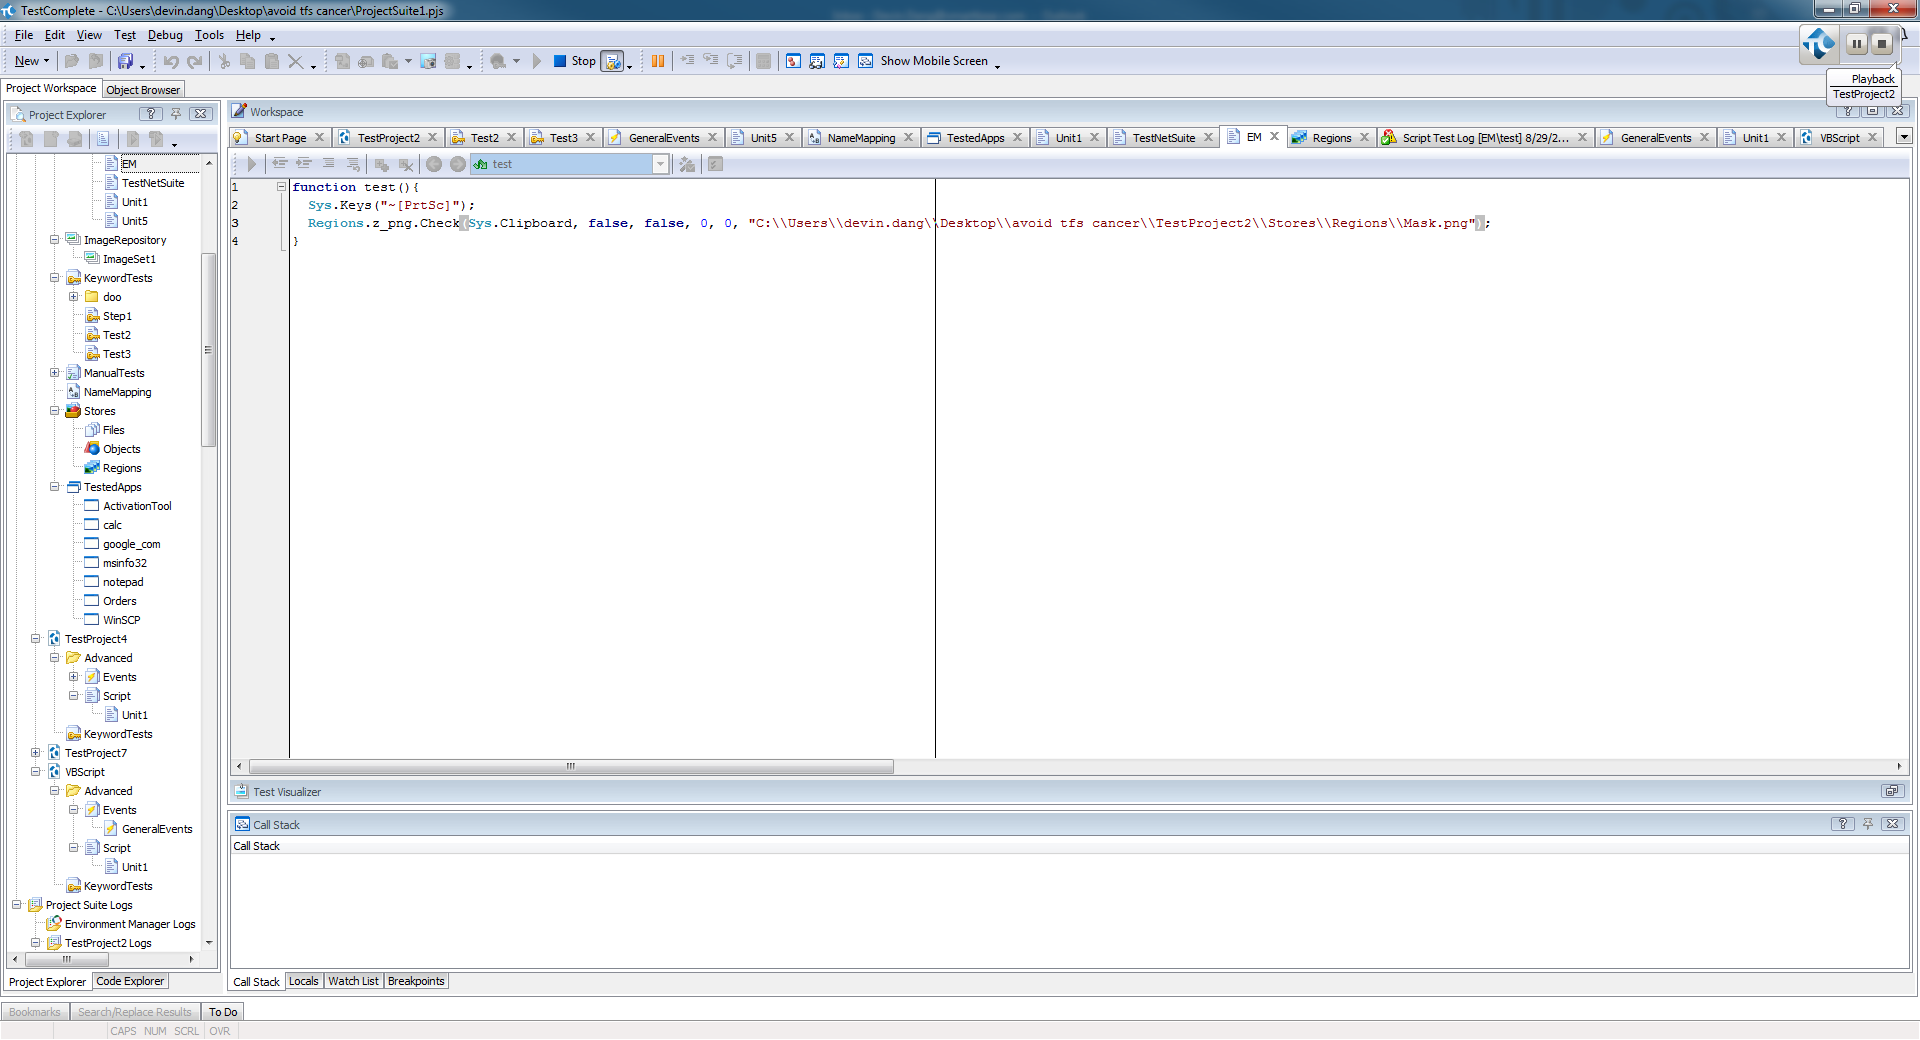 TestComplete - C:\Users\devin.dang\Desktop\avoid tfs cancer\ProjectSuite1.pjs
File Edit View Test Debug Tools Help
New Stop Show Mobile Screen
Playback
TestProject2
Project Workspace Object Browser
Project Explorer
Workspace
Start Page TestProject2 Test2 Test3 GeneralEvents Unit5 NameMapping TestedApps Unit1 TestNetSuite EM Regions Script Test Log [EM\test] 8/29/2... GeneralEvents Unit1 VBScript
test
1 function test(){
2 Sys.Keys("~[PrtSc]");
3 Regions.z_png.Check(Sys.Clipboard, false, false, 0, 0, "C:\\Users\\devin.dang\\Desktop\\avoid tfs cancer\\TestProject2\\Stores\\Regions\\Mask.png");
4 }
EM
TestNetSuite
Unit1
Unit5
ImageRepository
ImageSet1
KeywordTests
doo
Step1
Test2
Test3
ManualTests
NameMapping
Stores
Files
Objects
Regions
TestedApps
ActivationTool
calc
google_com
msinfo32
notepad
Orders
WinSCP
TestProject4
Advanced
Events
Script
Unit1
KeywordTests
TestProject7
VBScript
Advanced
Events
GeneralEvents
Script
Unit1
KeywordTests
Project Suite Logs
Environment Manager Logs
TestProject2 Logs
Project Explorer Code Explorer
Test Visualizer
Call Stack
Call Stack
Call Stack Locals Watch List Breakpoints
Bookmarks Search/Replace Results To Do
CAPS NUM SCRL OVR